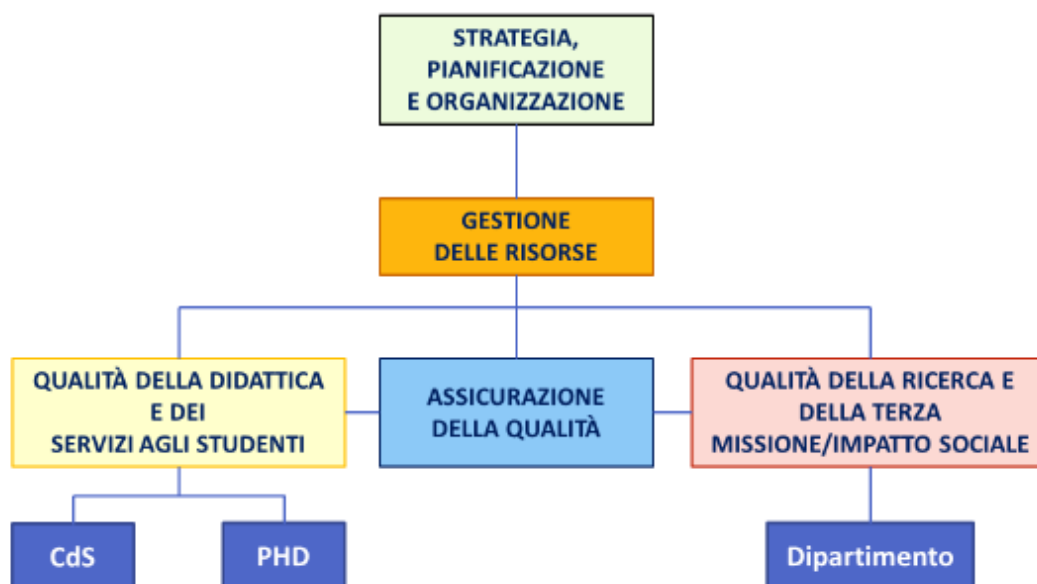 STRATEGIA,
PIANIFICAZIONE
E ORGANIZZAZIONE
GESTIONE
DELLE RISORSE
QUALITÀ DELLA DIDATTICA
E DEI
SERVIZI AGLI STUDENTI
ASSICURAZIONE
DELLA QUALITÀ
QUALITÀ DELLA RICERCA E
DELLA TERZA
MISSIONE/IMPATTO SOCIALE
CdS
PHD
Dipartimento